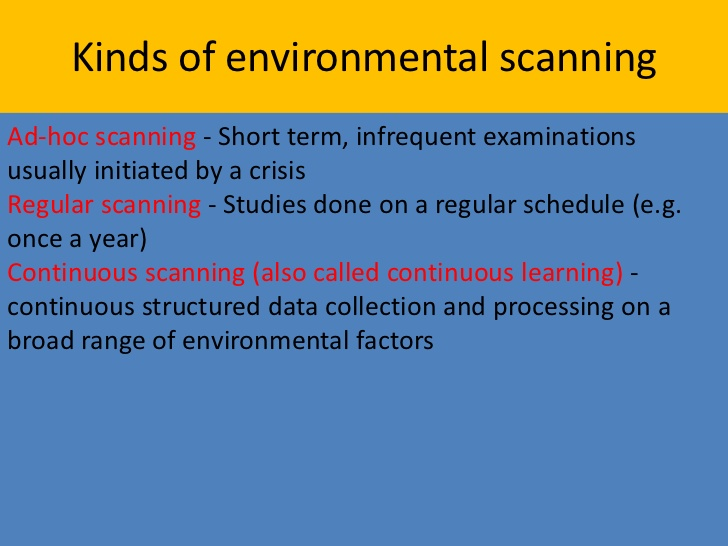 Kinds of environmental scanning
Ad-hoc scanning - Short term, infrequent examinations
usually initiated by a crisis
Regular scanning - Studies done on a regular schedule (e.g.
once a year)
Continuous scanning (also called continuous learning) -
continuous structured data collection and processing on a
broad range of environmental factors